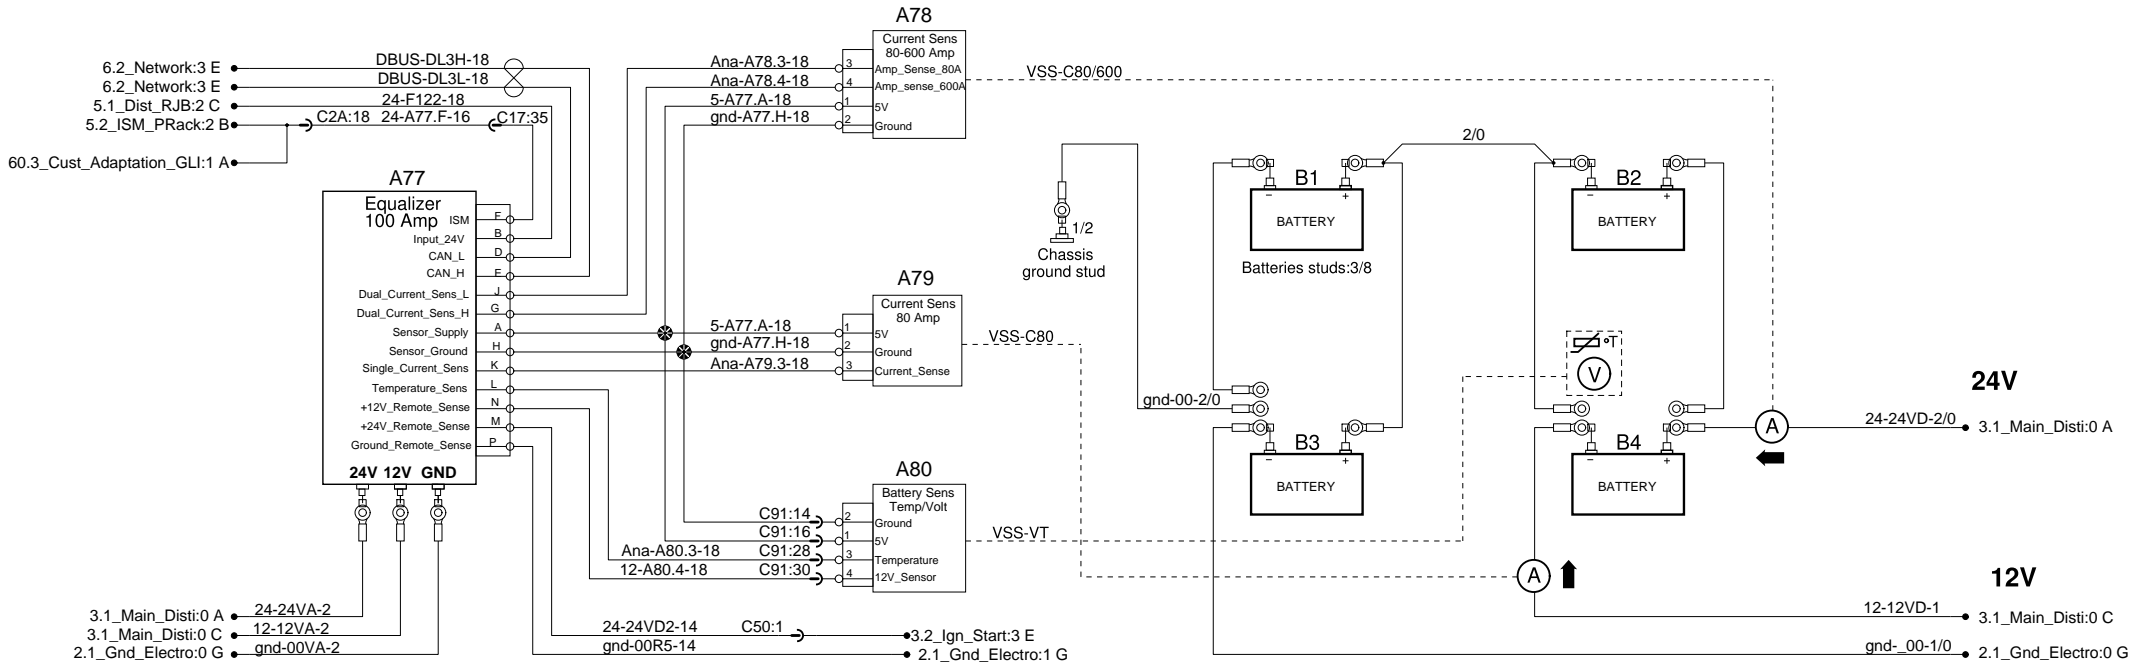 A78
Current Sens
80-600 Amp
DBUS-DL3H-18
6.2_Network:3 E
Ana-A78.3-18
3
Amp_Sense_80A
VSS-C80/600
DBUS-DL3L-18
6.2_Network:3 E
Ana-A78.4-18
4
Amp_sense_600A
5.1_Dist_RJB:2 C
24-F122-18
5-A77.A-18
1
5V
5.2_ISM_PRack:2 B
C2A:18
24-A77.F-16
C17:35
gnd-A77.H-18
2
Ground
2/0
60.3_Cust_Adaptation_GLI:1 A
A77
Equalizer
100 Amp
ISM
F
Input_24V
B
CAN_L
D
CAN_H
E
Dual_Current_Sens_L
J
Dual_Current_Sens_H
G
Sensor_Supply
A
Sensor_Ground
H
Single_Current_Sens
K
Temperature_Sens
L
+12V_Remote_Sense
N
+24V_Remote_Sense
M
Ground_Remote_Sense
P
24V 12V GND
1/2
Chassis
ground stud
B1
–
+
BATTERY
Batteries studs:3/8
B2
–
+
BATTERY
A79
Current Sens
80 Amp
5-A77.A-18
1
5V
gnd-A77.H-18
2
Ground
Ana-A79.3-18
3
Current_Sense
VSS-C80
°T
V
24V
gnd-00-2/0
24-24VD-2/0
3.1_Main_Disti:0 A
A
B3
–
+
BATTERY
B4
–
+
BATTERY
A80
Battery Sens
Temp/Volt
C91:14
2
Ground
C91:16
1
5V
Ana-A80.3-18
C91:28
3
Temperature
12-A80.4-18
C91:30
4
12V_Sensor
VSS-VT
A
12V
3.1_Main_Disti:0 A
24-24VA-2
12-12VD-1
3.1_Main_Disti:0 C
3.1_Main_Disti:0 C
12-12VA-2
24-24VD2-14
C50:1
3.2_Ign_Start:3 E
2.1_Gnd_Electro:0 G
gnd-00VA-2
gnd-00R5-14
2.1_Gnd_Electro:1 G
gnd-_00-1/0
2.1_Gnd_Electro:0 G